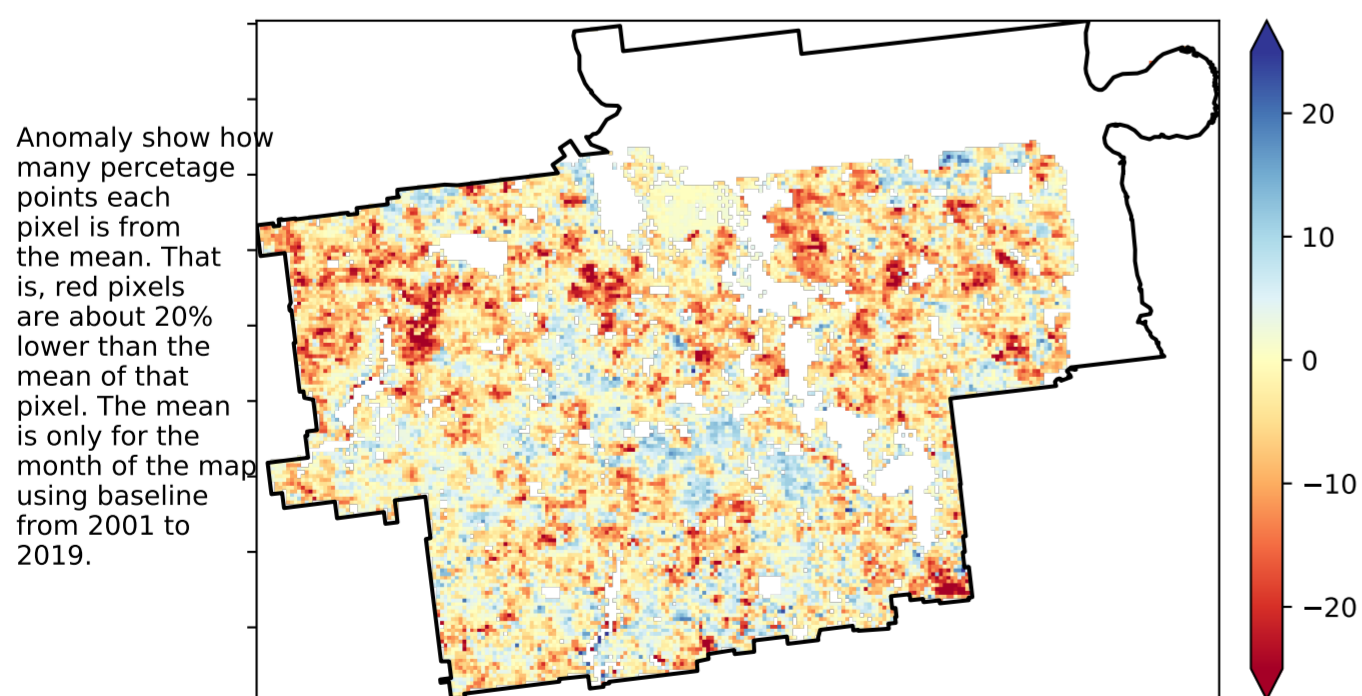 Anomaly show how
many percetage
points each
pixel is from
the mean. That
is, red pixels
are about 20%
lower than the
mean of that
pixel. The mean
is only for the
month of the map
using baseline
from 2001 to
2019.
20
10
0
−10
−20